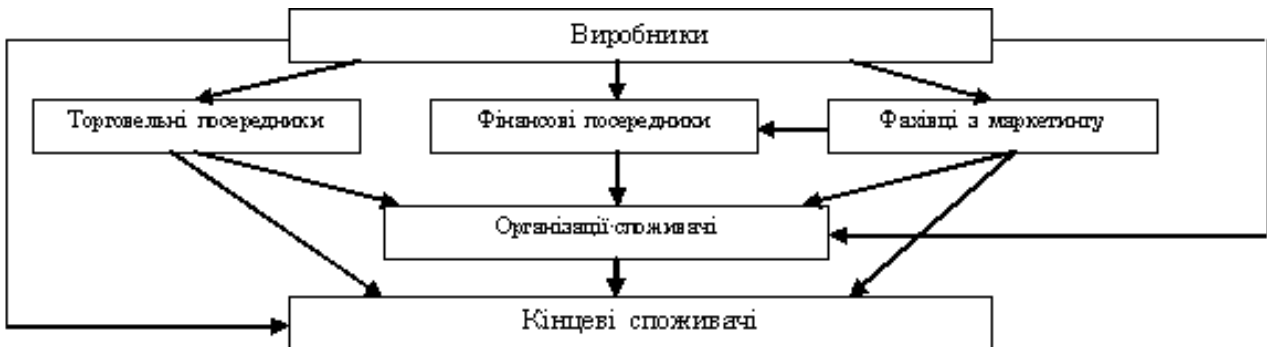 Виробники
Торговельні посередники
Фінансові посередники
Фахівці з маркетингу
Організації-споживачі
Кінцеві споживачі